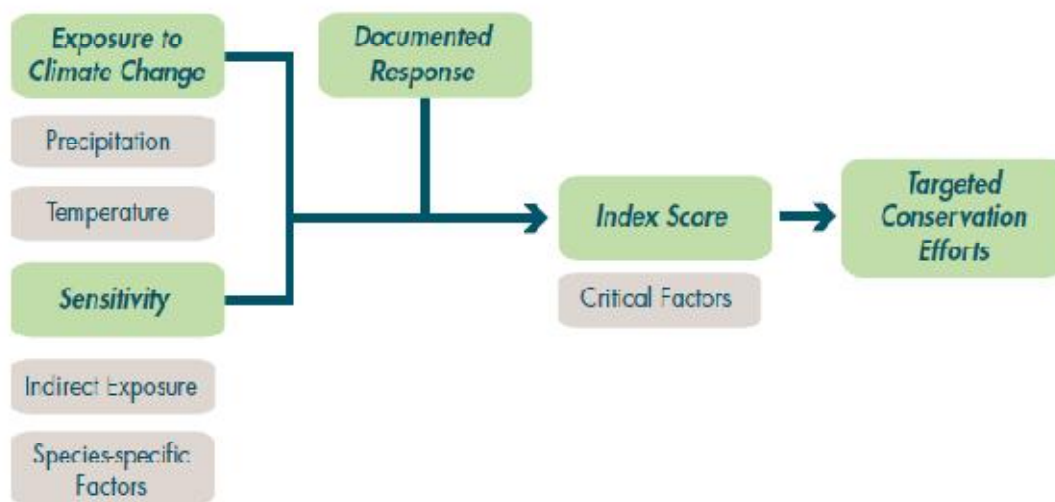 Exposure to
Climate Change
Precipitation
Temperature
Sensitivity
Indirect Exposure
Species-specific
Factors
Documented
Response
Index Score
Critical Factors
Targeted
Conservation
Efforts